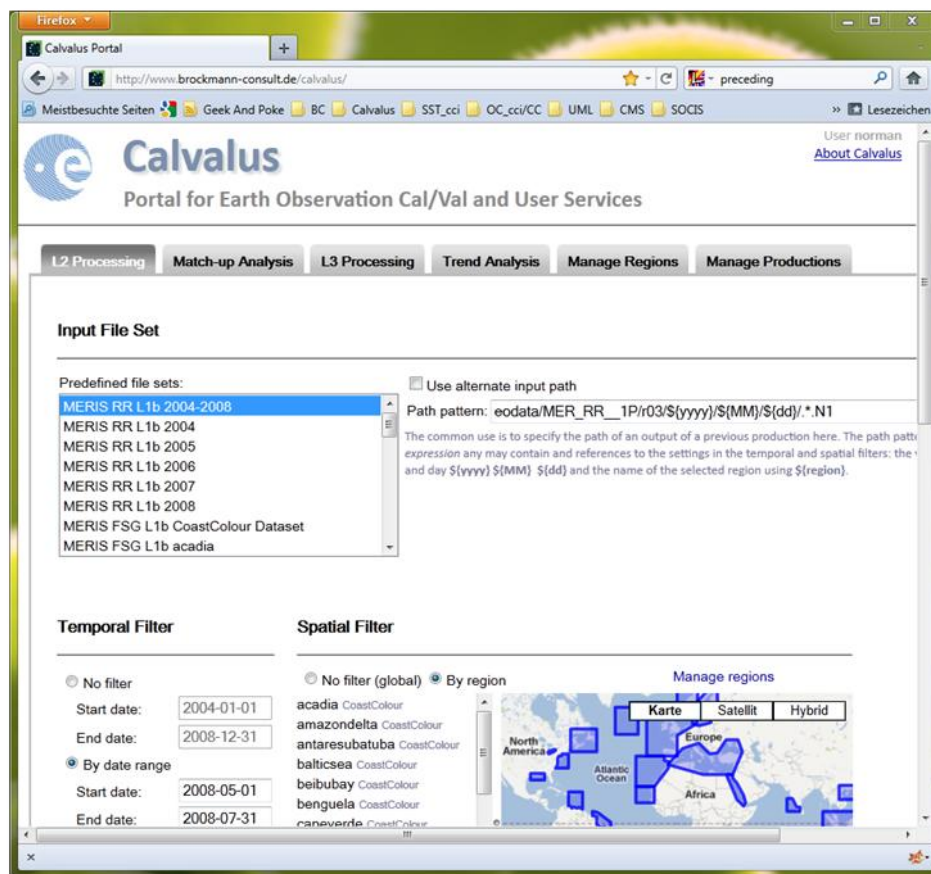 Firefox
Calvalus Portal
http://www.brockmann-consult.de/calvalus/
preceding
Meistbesuchte Seiten Geek And Poke BC Calvalus SST_cci OC_cci/CC UML CMS SOCIS » Lesezeichen
User norman
About Calvalus
Calvalus
Portal for Earth Observation Cal/Val and User Services
L2 Processing Match-up Analysis L3 Processing Trend Analysis Manage Regions Manage Productions
Input File Set
Predefined file sets:
MERIS RR L1b 2004-2008
MERIS RR L1b 2004
MERIS RR L1b 2005
MERIS RR L1b 2006
MERIS RR L1b 2007
MERIS RR L1b 2008
MERIS FSG L1b CoastColour Dataset
MERIS FSG L1b acadia
Use alternate input path
Path pattern: eodata/MER_RR__1P/r03/${yyyy}/${MM}/${dd}/.*.N1
The common use is to specify the path of an output of a previous production here. The path patt
expression any may contain and references to the settings in the temporal and spatial filters; the
and day ${yyyy} ${MM} ${dd} and the name of the selected region using ${region}.
Temporal Filter
No filter
Start date: 2004-01-01
End date: 2008-12-31
By date range
Start date: 2008-05-01
End date: 2008-07-31
Spatial Filter
No filter (global) By region
Manage regions
acadia CoastColour
amazondelta CoastColour
antaresubatuba CoastColour
balticsea CoastColour
beibubay CoastColour
benguela CoastColour
capeverde CoastColour
Karte Satellit Hybrid
North America
Europe
Atlantic Ocean
Africa